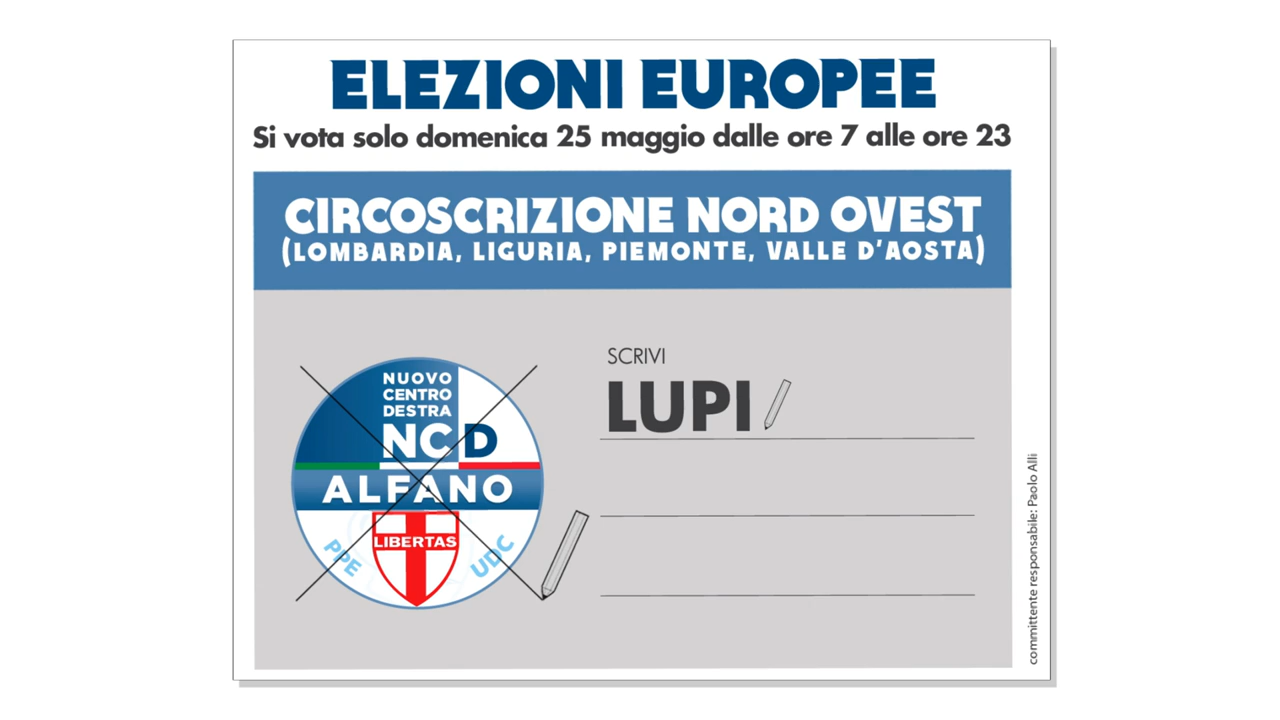 ELEZIONI EUROPEE
Si vota solo domenica 25 maggio dalle ore 7 alle ore 23
CIRCOSCRIZIONE NORD OVEST
(LOMBARDIA, LIGURIA, PIEMONTE, VALLE D'AOSTA)
NUOVO
CENTRO
DESTRA
NCD
ALFANO
LIBERTAS
PPE
UDC
SCRIVI
LUPI
committente responsabile: Paolo Alli